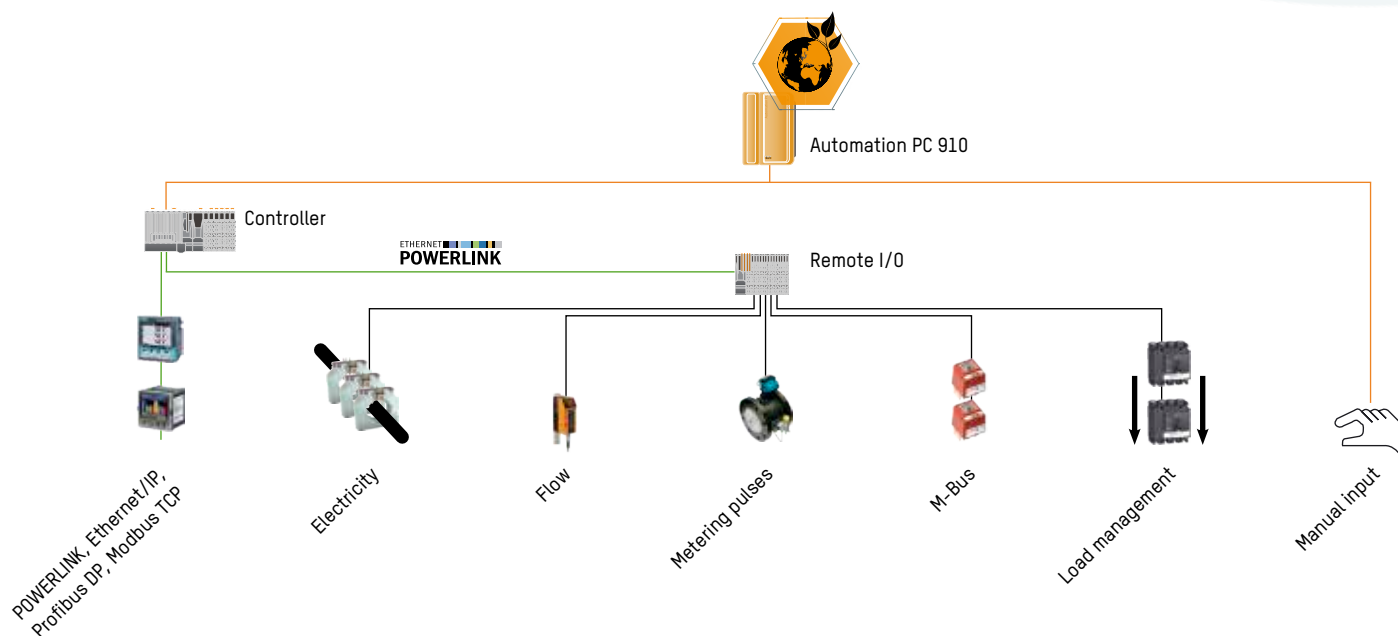 Automation PC 910
Controller
ETHERNET
POWERLINK
Remote I/O
POWERLINK, Ethernet/IP,
Profibus DP, Modbus TCP
Electricity
Flow
Metering pulses
M-Bus
Load management
Manual input